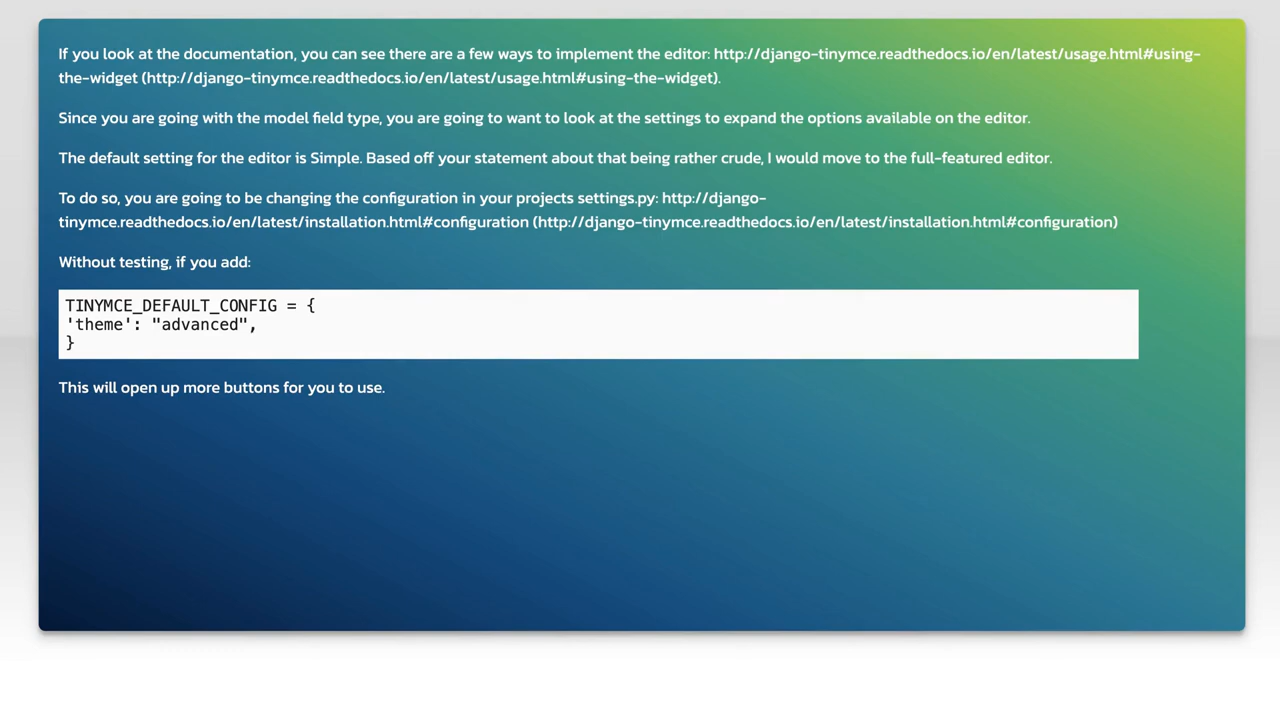 If you look at the documentation, you can see there are a few ways to implement the editor: http://django-tinymce.readthedocs.io/en/latest/usage.html#using-
the-widget (http://django-tinymce.readthedocs.io/en/latest/usage.html#using-the-widget).
Since you are going with the model field type, you are going to want to look at the settings to expand the options available on the editor.
The default setting for the editor is Simple. Based off your statement about that being rather crude, I would move to the full-featured editor.
To do so, you are going to be changing the configuration in your projects settings.py: http://django-
tinymce.readthedocs.io/en/latest/installation.html#configuration (http://django-tinymce.readthedocs.io/en/latest/installation.html#configuration)
Without testing, if you add:
TINYMCE_DEFAULT_CONFIG = {
'theme': "advanced",
}
This will open up more buttons for you to use.